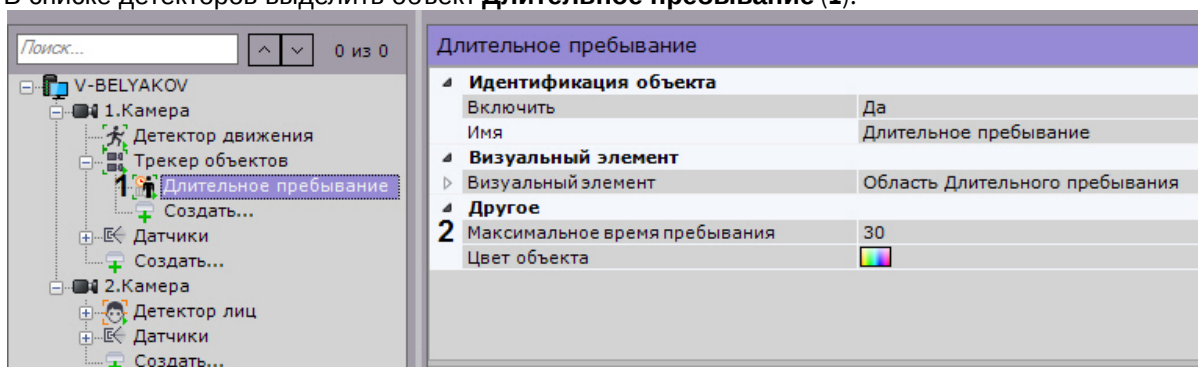 В списке детекторов выделить объект Длительное пребывание (1).
Поиск...
0 из 0
V-BELYAKOV
1.Камера
Детектор движения
Трекер объектов
1 Длительное пребывание
Создать...
Датчики
Создать...
2.Камера
Детектор лиц
Датчики
Создать...
Длительное пребывание
Идентификация объекта
Включить Да
Имя Длительное пребывание
Визуальный элемент
Визуальный элемент Область Длительного пребывания
Другое
2 Максимальное время пребывания 30
Цвет объекта